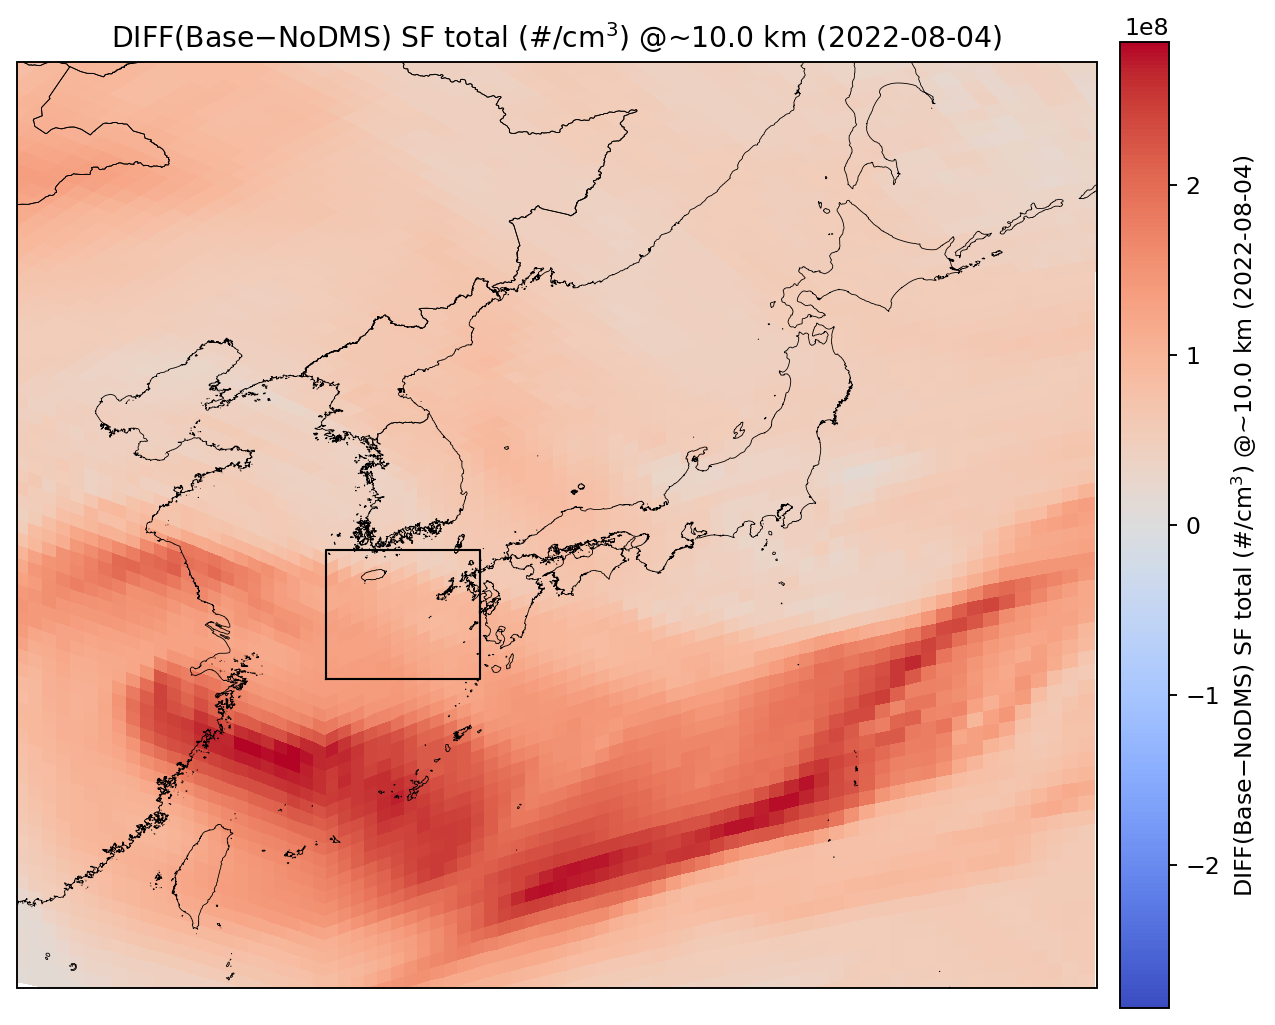 DIFF(Base−NoDMS) SF total (#/cm³) @~10.0 km (2022-08-04)
1e8
2
1
0
−1
−2
DIFF(Base−NoDMS) SF total (#/cm³) @~10.0 km (2022-08-04)